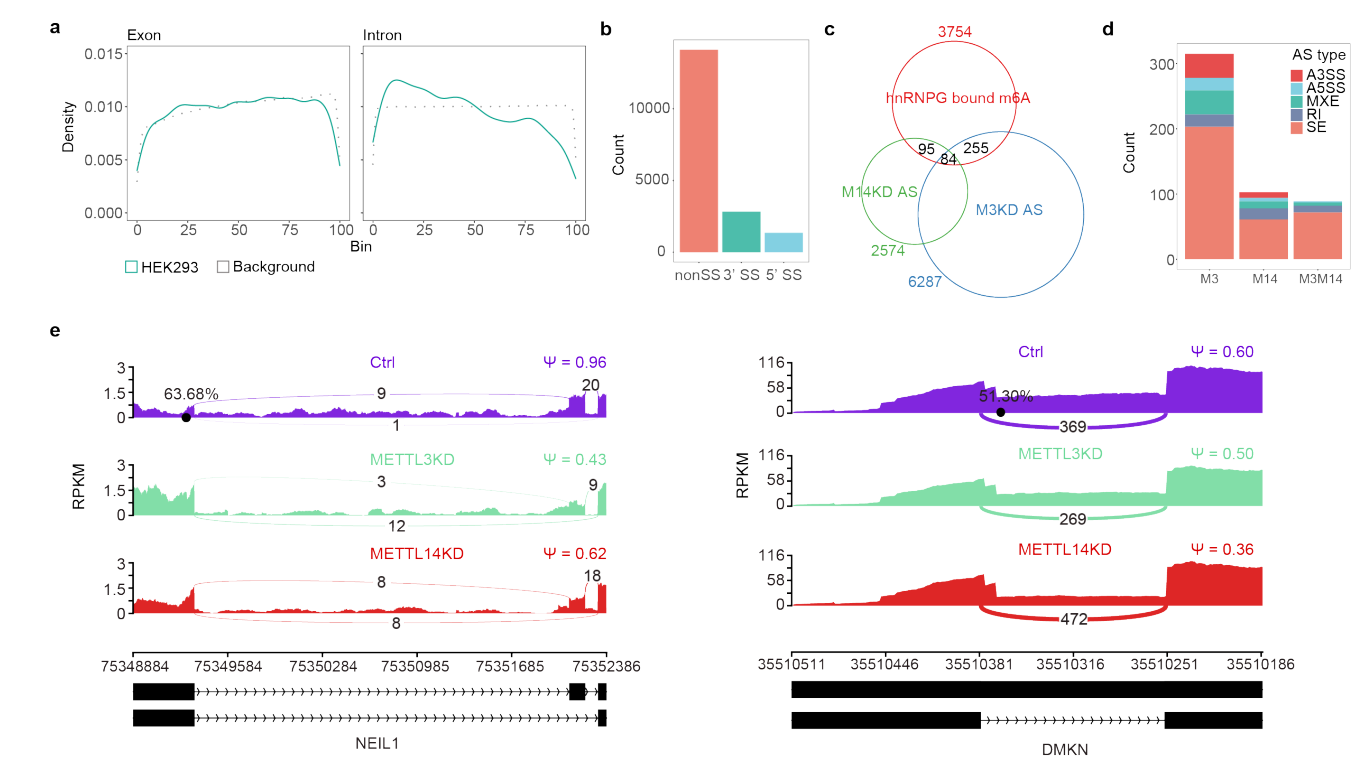 a
Exon
Intron
0.015
0.010
0.005
0.000
Density
0
25
50
75
100
0
25
50
75
100
Bin
HEK293
Background
b
10000
5000
0
Count
nonSS
3' SS
5' SS
c
3754
hnRNPG bound m6A
95
255
84
M14KD AS
M3KD AS
2574
6287
d
300
200
100
0
Count
AS type
A3SS
A5SS
MXE
RI
SE
M3
M14
M3M14
e
RPKM
Ctrl
Ψ = 0.96
3
1.5
0
63.68%
9
20
1
METTL3KD
Ψ = 0.43
3
1.5
0
3
9
12
METTL14KD
Ψ = 0.62
3
1.5
0
8
18
8
75348884
75349584
75350284
75350985
75351685
75352386
NEIL1
RPKM
Ctrl
Ψ = 0.60
116
58
0
51.30%
369
METTL3KD
Ψ = 0.50
116
58
0
269
METTL14KD
Ψ = 0.36
116
58
0
472
35510511
35510446
35510381
35510316
35510251
35510186
DMKN